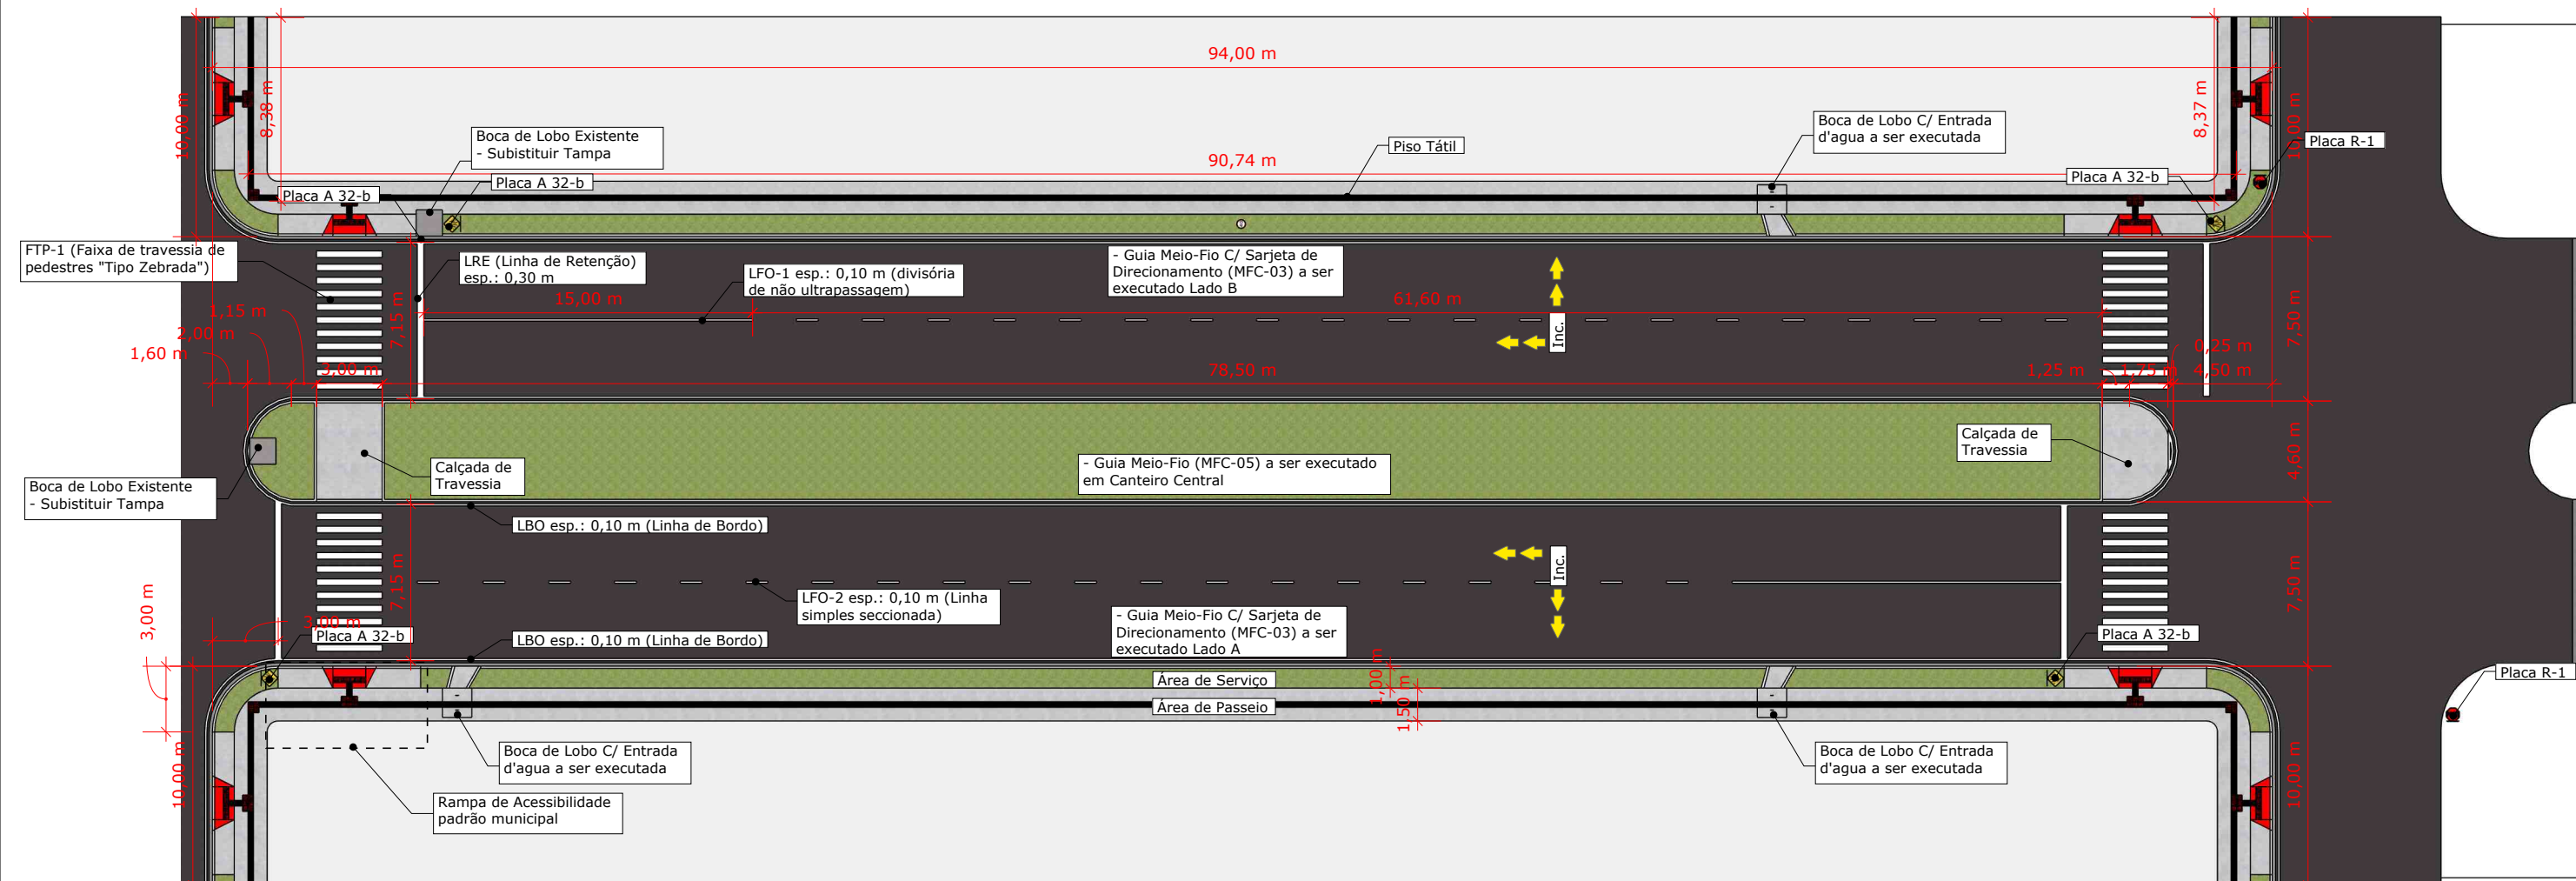 94,00 m
10,00 m
8,38 m
8,37 m
10,00 m
Boca de Lobo Existente
- Subistituir Tampa
Boca de Lobo C/ Entrada
d'agua a ser executada
Piso Tátil
Placa R-1
90,74 m
Placa A 32-b
Placa A 32-b
Placa A 32-b
FTP-1 (Faixa de travessia de
pedestres "Tipo Zebrada")
LRE (Linha de Retenção)
esp.: 0,30 m
LFO-1 esp.: 0,10 m (divisória
de não ultrapassagem)
- Guia Meio-Fio C/ Sarjeta de
Direcionamento (MFC-03) a ser
executado Lado B
15,00 m
61,60 m
1,15 m
2,00 m
1,60 m
7,15 m
Inc.
7,50 m
0,25 m
3,00 m
78,50 m
1,25 m
1,75 m
4,50 m
Calçada de
Travessia
Calçada de
Travessia
- Guia Meio-Fio (MFC-05) a ser executado
em Canteiro Central
4,60 m
Boca de Lobo Existente
- Subistituir Tampa
LBO esp.: 0,10 m (Linha de Bordo)
7,15 m
Inc.
7,50 m
LFO-2 esp.: 0,10 m (Linha
simples seccionada)
- Guia Meio-Fio C/ Sarjeta de
Direcionamento (MFC-03) a ser
executado Lado A
3,00 m
3,00 m
Placa A 32-b
LBO esp.: 0,10 m (Linha de Bordo)
Placa A 32-b
Placa R-1
1,00 m
Área de Serviço
1,50 m
Área de Passeio
10,00 m
Boca de Lobo C/ Entrada
d'agua a ser executada
Boca de Lobo C/ Entrada
d'agua a ser executada
10,00 m
Rampa de Acessibilidade
padrão municipal